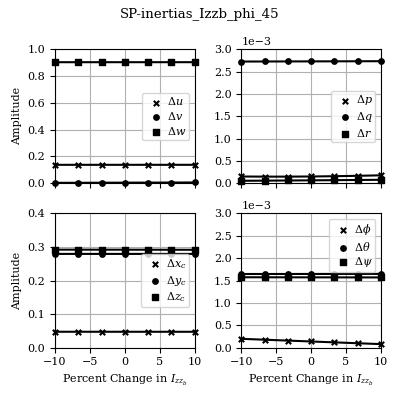 SP-inertias_Izzb_phi_45
1e−3
1e−3
Amplitude
Amplitude
1.0
0.8
0.6
0.4
0.2
0.0
Δu
Δv
Δw
3.0
2.5
2.0
1.5
1.0
0.5
0.0
Δp
Δq
Δr
0.4
0.3
0.2
0.1
0.0
Δx_c
Δy_c
Δz_c
−10 −5 0 5 10
Percent Change in I_{zz_b}
3.0
2.5
2.0
1.5
1.0
0.5
0.0
Δϕ
Δθ
Δψ
−10 −5 0 5 10
Percent Change in I_{zz_b}